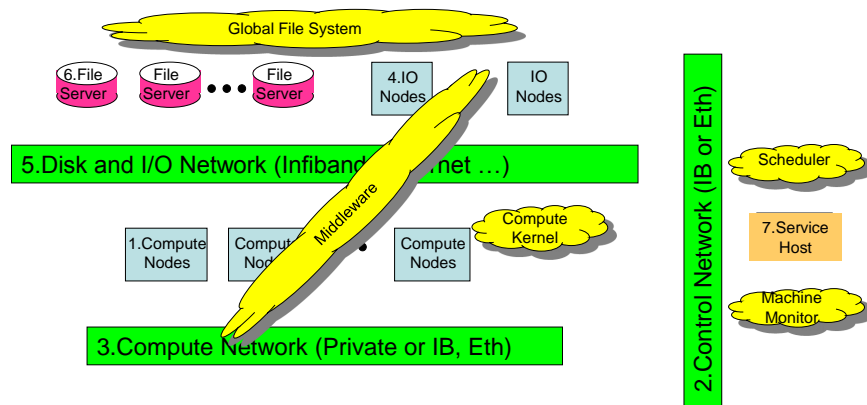 Global File System
6.File
Server
File
Server
File
Server
4.IO
Nodes
IO
Nodes
2.Control Network (IB or Eth)
5.Disk and I/O Network (Infiband rnet …)
Scheduler
Middleware
Compute
Kernel
1.Compute
Nodes
Compute
Compute
Nodes
7.Service
Host
Machine
Monitor
3.Compute Network (Private or IB, Eth)